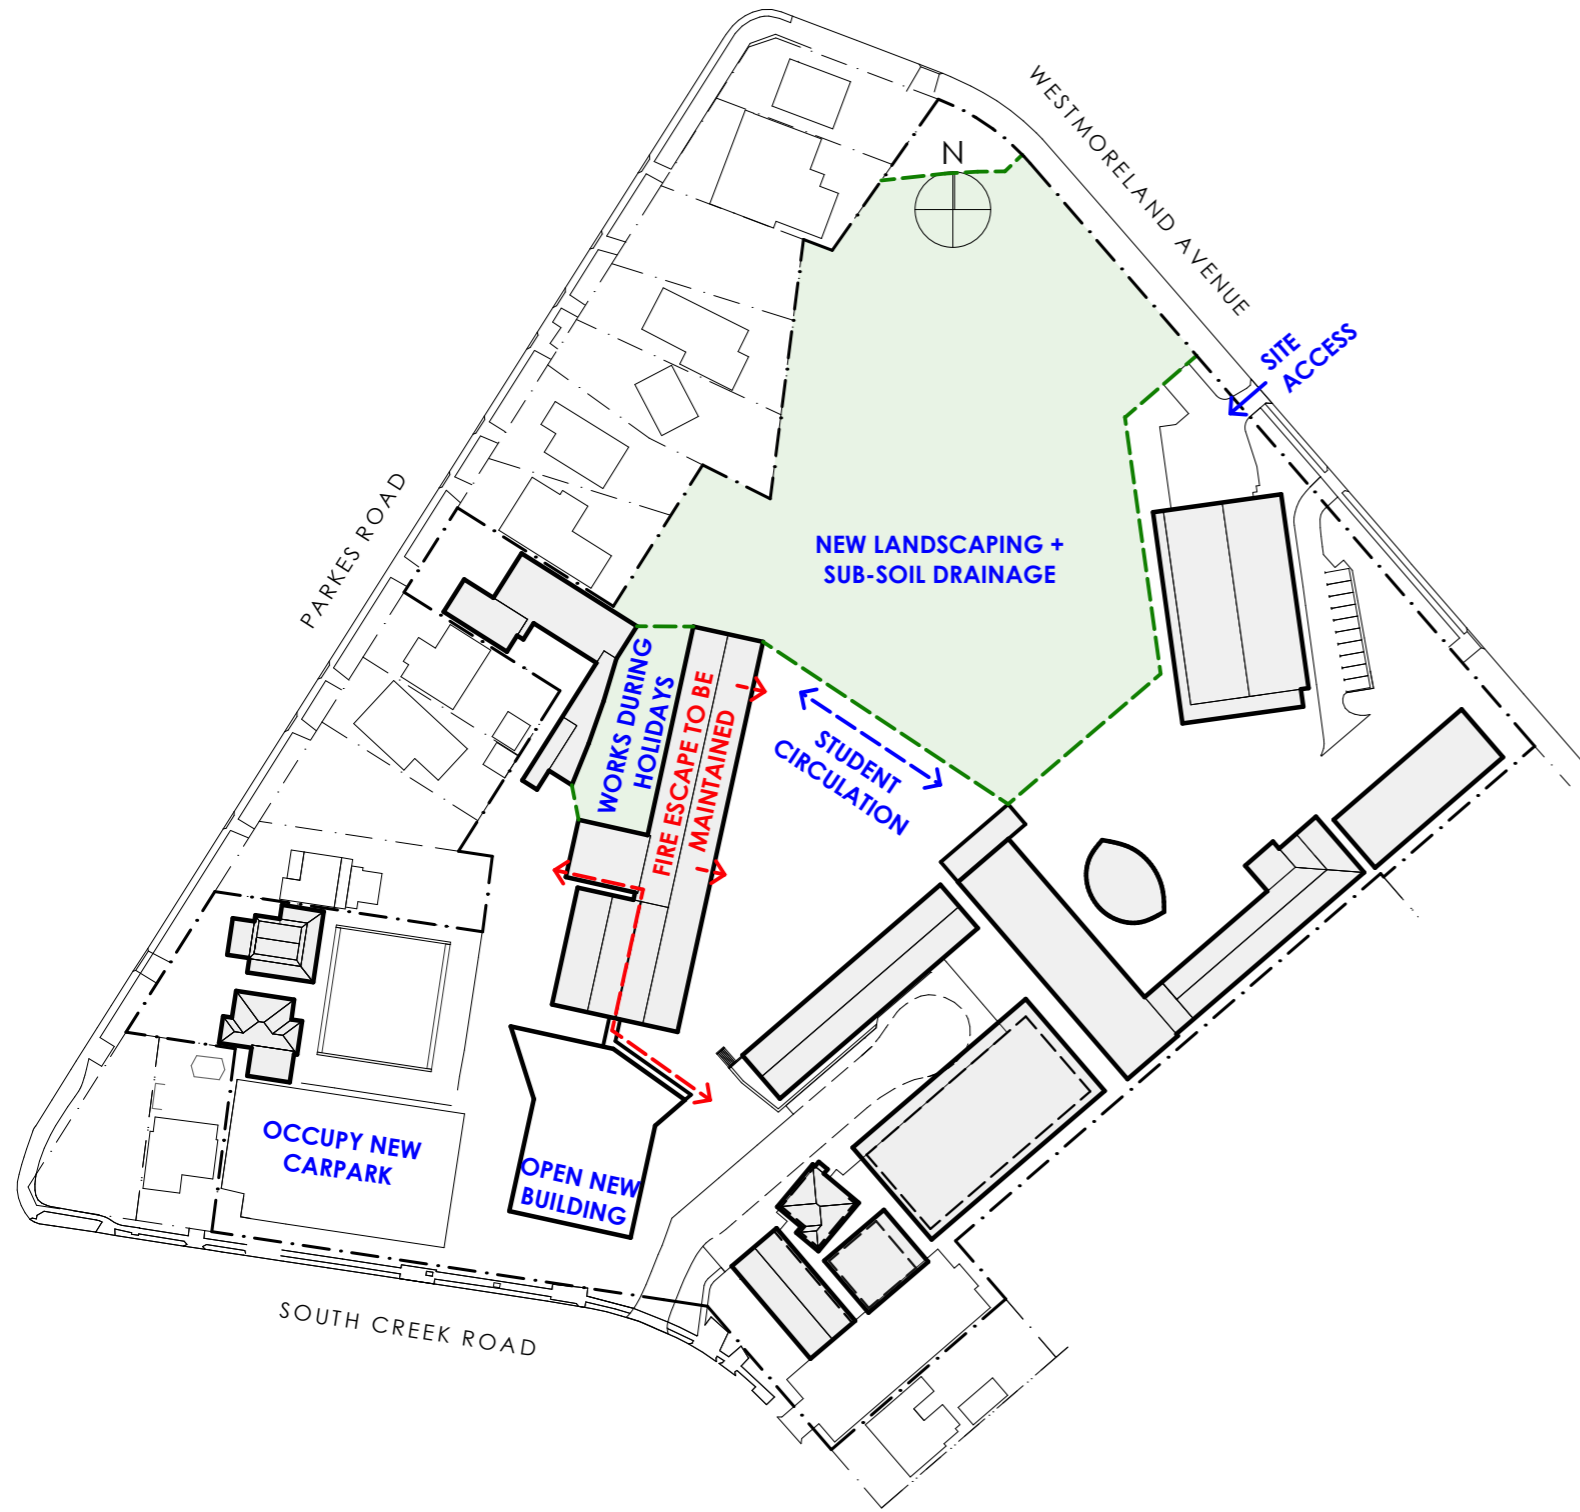 WESTMORELAND AVENUE
N
SITE
ACCESS
PARKES ROAD
NEW LANDSCAPING +
SUB-SOIL DRAINAGE
WORKS DURING
HOLIDAYS
FIRE ESCAPE TO BE
MAINTAINED
STUDENT
CIRCULATION
OCCUPY NEW
CARPARK
OPEN NEW
BUILDING
SOUTH CREEK ROAD